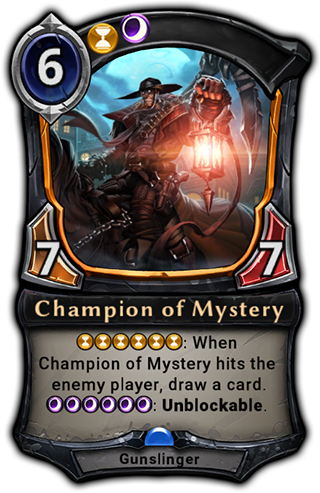 6
7
7
Champion of Mystery
: When
Champion of Mystery hits the
enemy player, draw a card.
: Unblockable.
Gunslinger